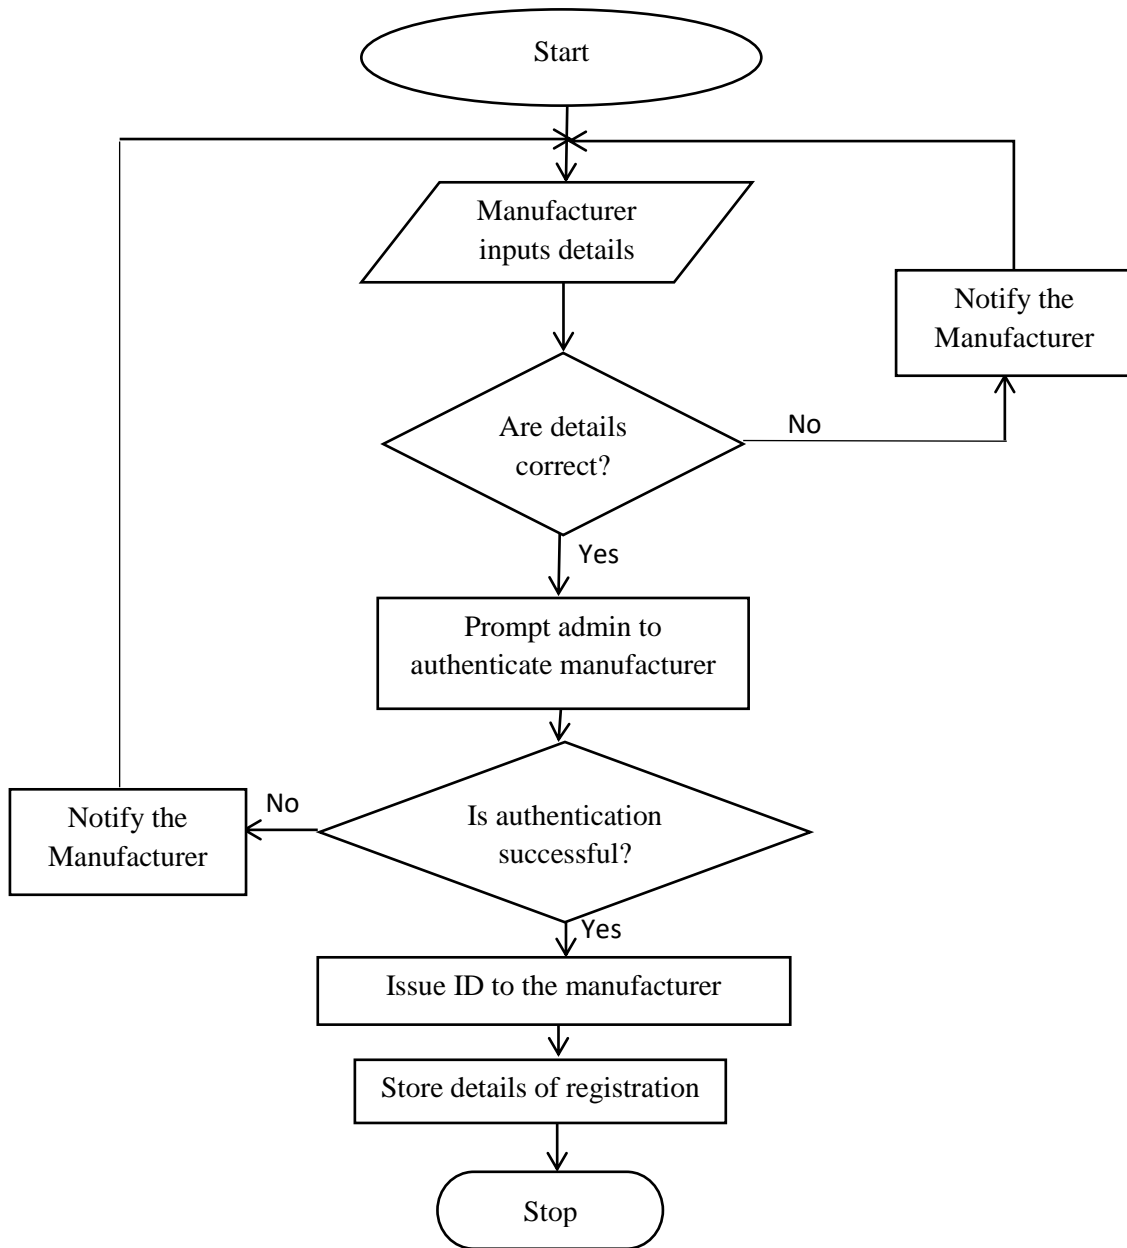 Start
Manufacturer
inputs details
Notify the
Manufacturer
Are details
correct?
No
Yes
Prompt admin to
authenticate manufacturer
No
Notify the
Manufacturer
Is authentication
successful?
Yes
Issue ID to the manufacturer
Store details of registration
Stop